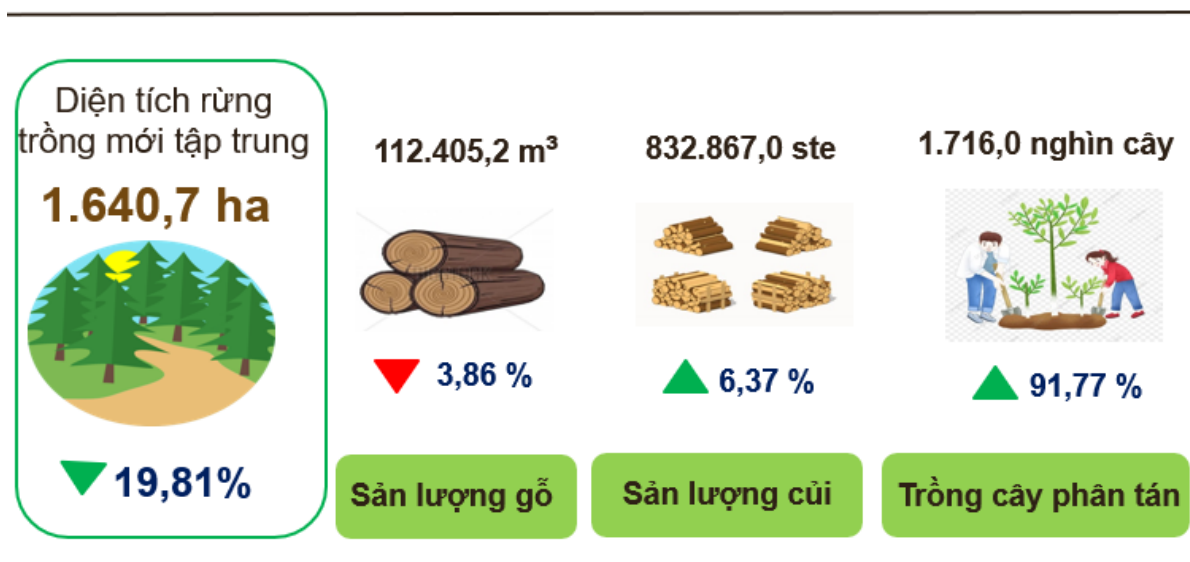 Diện tích rừng
trồng mới tập trung
1.640,7 ha
19,81%
112.405,2 m³
3,86 %
Sản lượng gỗ
832.867,0 ste
6,37 %
Sản lượng củi
1.716,0 nghìn cây
91,77 %
Trồng cây phân tán